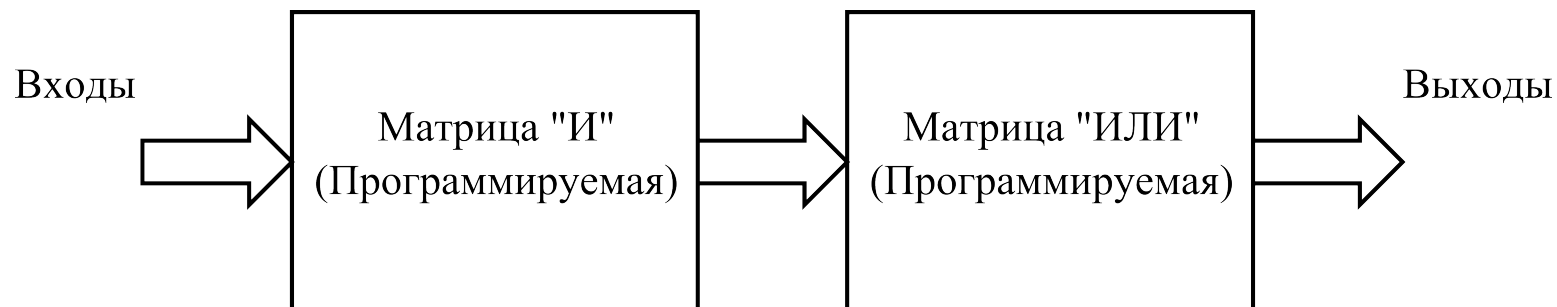 Входы
Матрица "И"
(Программируемая)
Матрица "ИЛИ"
(Программируемая)
Выходы